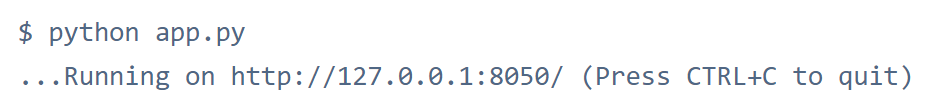 $ python app.py
...Running on http://127.0.0.1:8050/ (Press CTRL+C to quit)